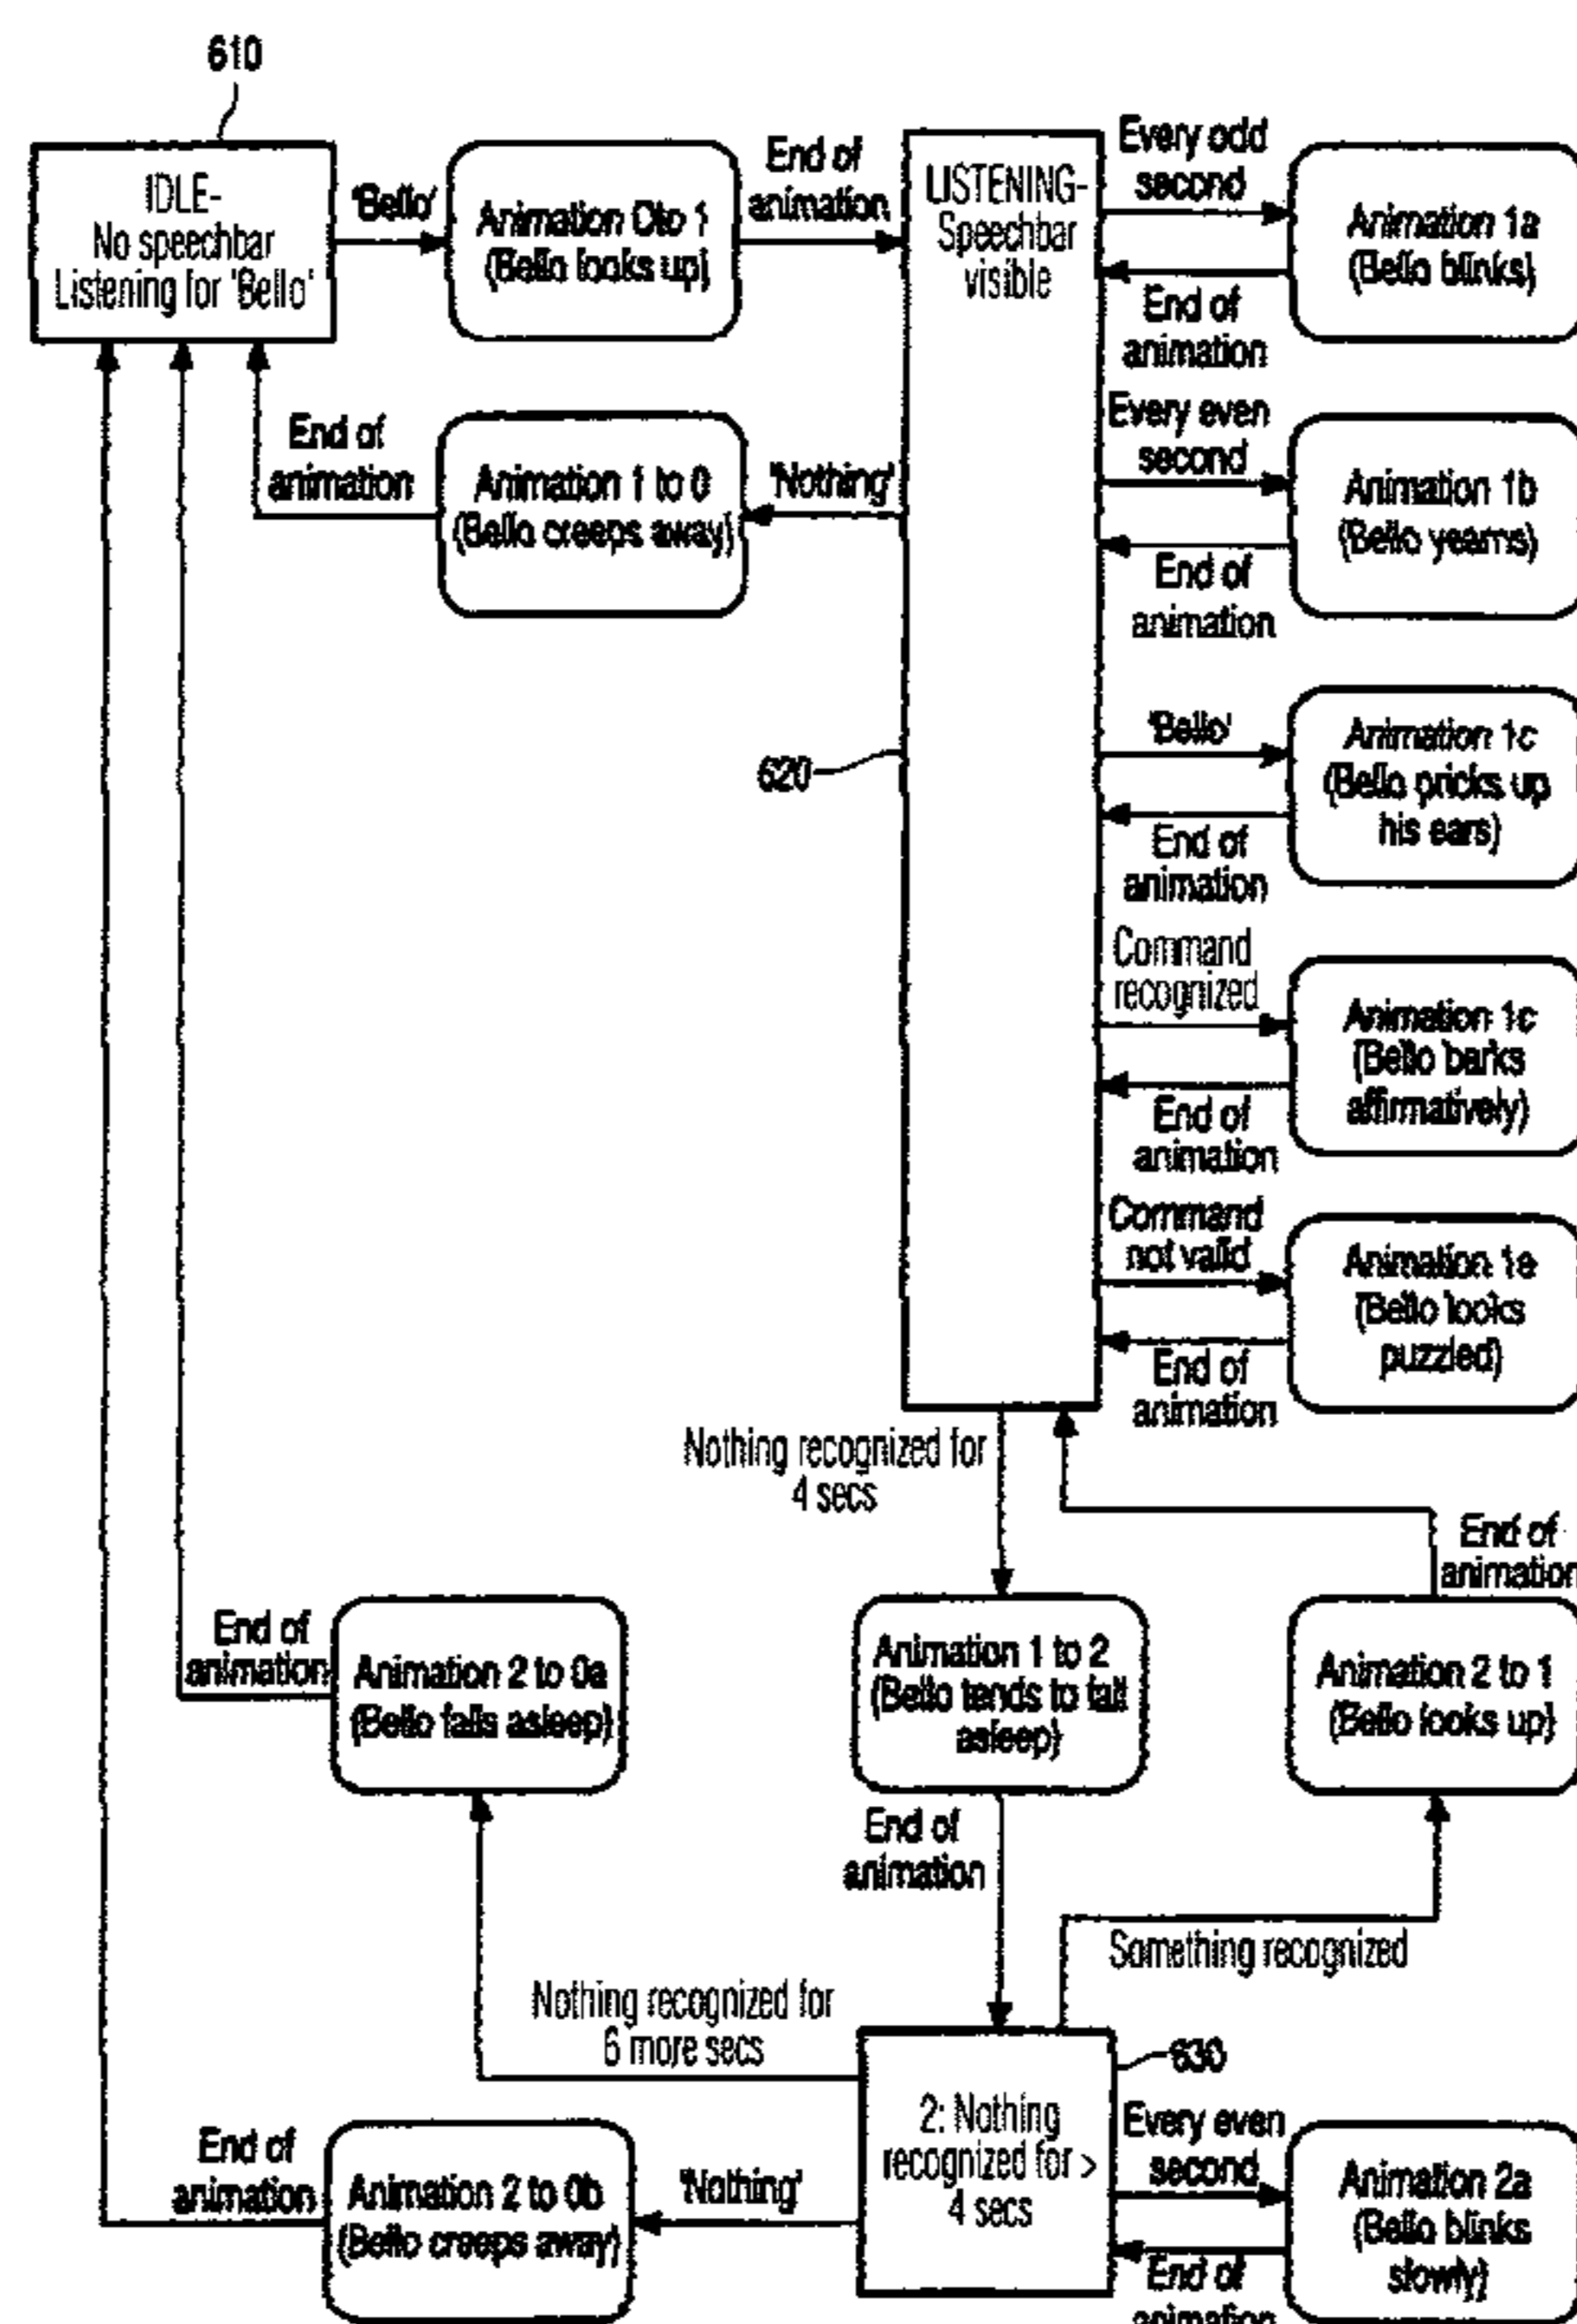 610
IDLE-
No speechbar
Listening for 'Bello'
'Bello'
Animation 0to 1
(Bello looks up)
End of
animation
LISTENING-
Speechbar
visible
Every odd
second
Animation 1a
(Bello blinks)
End of
animation
End of
animation
Animation 1 to 0
(Bello creeps away)
'Nothing'
Every even
second
Animation 1b
(Bello yearns)
End of
animation
620
'Bello'
Animation 1c
(Bello pricks up
his ears)
End of
animation
Command
recognized
Animation 1c
(Bello barks
affirmatively)
End of
animation
Command
not valid
Animation 1e
(Bello looks
puzzled)
End of
animation
Nothing recognized for
4 secs
End of
animation
End of
animation
Animation 2 to 0a
(Bello falls asleep)
Animation 1 to 2
(Bello tends to fall
asleep)
Animation 2 to 1
(Bello looks up)
End of
animation
Something recognized
Nothing recognized for
6 more secs
630
2: Nothing
recognized for >
4 secs
End of
animation
Animation 2 to 0b
(Bello creeps away)
'Nothing'
Every even
second
Animation 2a
(Bello blinks
slowly)
End of
animation